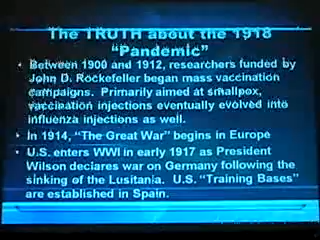 The TRUTH about the 1918
“Pandemic”
• Between 1900 and 1912, researchers funded by
John D. Rockefeller began mass vaccination
campaigns. Primarily aimed at smallpox,
vaccination injections eventually evolved into
influenza injections as well.
• In 1914, “The Great War” begins in Europe
• U.S. enters WWI in early 1917 as President
Wilson declares war on Germany following the
sinking of the Lusitania. U.S. “Training Bases”
are established in Spain.